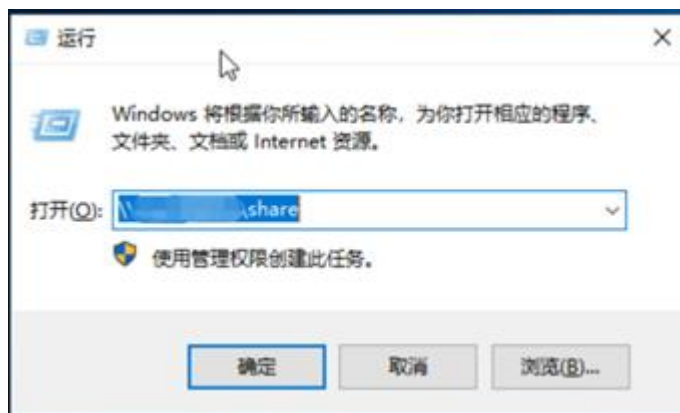 运行
Windows 将根据你所输入的名称，为你打开相应的程序、
文件夹、文档或 Internet 资源。
打开(O): \\ \share
使用管理权限创建此任务。
确定 取消 浏览(B)...